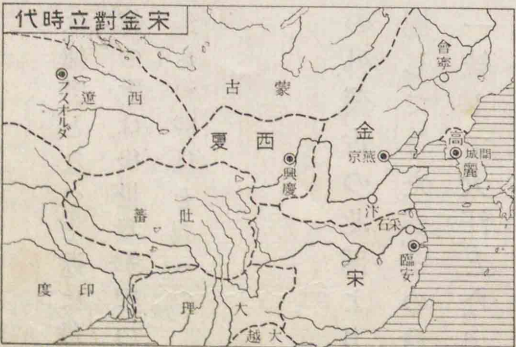 宋金對立時代
會寧
蒙古
西遼
フスオルダ
西夏
金
燕京
高麗
開城
興慶
汴
采石
吐蕃
宋
臨安
印度
大理
大越